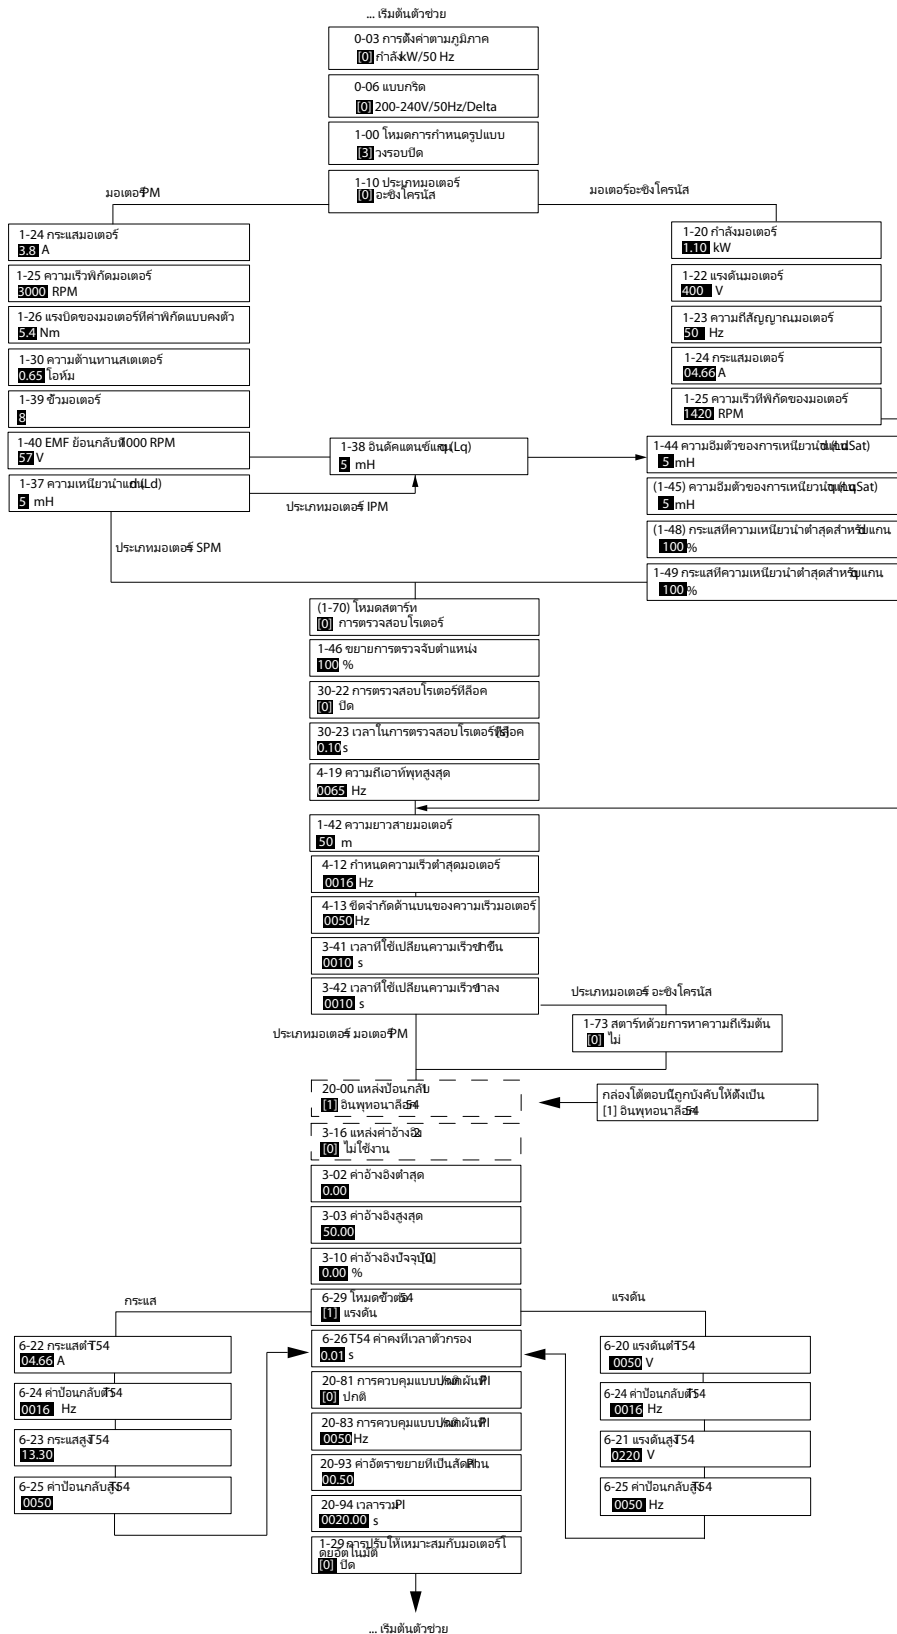 ... เริ่มต้นตัวช่วย
0-03 การตั้งค่าตามภูมิภาค
[0] กำลังkW/50 Hz
0-06 แบบกริด
[0] 200-240V/50Hz/Delta
1-00 โหมดการกำหนดรูปแบบ
[3] วงรอบปิด
1-10 ประเภทมอเตอร์
[0] อะซิงโครนัส
มอเตอร์PM
มอเตอร์อะซิงโครนัส
1-24 กระแสมอเตอร์
3.8 A
1-25 ความเร็วพิกัดมอเตอร์
3000 RPM
1-26 แรงบิดของมอเตอร์ที่ค่าพิกัดแบบคงตัว
5.4 Nm
1-30 ความต้านทานสเตเตอร์
0.65 โอห์ม
1-39 ขั้วมอเตอร์
8
1-40 EMF ย้อนกลับที่1000 RPM
57 V
1-37 ความเหนี่ยวนำแกนd (Ld)
5 mH
1-20 กำลังมอเตอร์
1.10 kW
1-22 แรงดันมอเตอร์
400 V
1-23 ความถี่สัญญาณมอเตอร์
50 Hz
1-24 กระแสมอเตอร์
04.66 A
1-25 ความเร็วที่พิกัดของมอเตอร์
1420 RPM
1-38 อินดัคแตนซ์แกนq (Lq)
5 mH
ประเภทมอเตอร์ IPM
ประเภทมอเตอร์ SPM
1-44 ความอิ่มตัวของการเหนี่ยวนำแกนd (LdSat)
5 mH
(1-45) ความอิ่มตัวของการเหนี่ยวนำแกนq (LqSat)
5 mH
(1-48) กระแสที่ความเหนี่ยวนำต่ำสุดสำหรับแกน d
100 %
1-49 กระแสที่ความเหนี่ยวนำต่ำสุดสำหรับแกน q
100 %
(1-70) โหมดสตาร์ท
[0] การตรวจสอบโรเตอร์
1-46 ขยายการตรวจจับตำแหน่ง
100 %
30-22 การตรวจสอบโรเตอร์ที่ล็อค
[0] ปิด
30-23 เวลาในการตรวจสอบโรเตอร์ที่ล็อค [s]
0.10 s
4-19 ความถี่เอาท์พุทสูงสุด
0065 Hz
1-42 ความยาวสายมอเตอร์
50 m
4-12 กำหนดความเร็วต่ำสุดมอเตอร์
0016 Hz
4-13 ขีดจำกัดด้านบนของความเร็วมอเตอร์
0050 Hz
3-41 เวลาที่ใช้เปลี่ยนความเร็วขาขึ้น 1
0010 s
3-42 เวลาที่ใช้เปลี่ยนความเร็วขาลง 1
0010 s
ประเภทมอเตอร์= อะซิงโครนัส
ประเภทมอเตอร์= มอเตอร์PM
1-73 สตาร์ทด้วยการหาความถี่เริ่มต้น
[0] ไม่
20-00 แหล่งป้อนกลับ 1
[1] อินพุทอนาล็อค 54
กล่องโต้ตอบนี้ถูกบังคับให้ตั้งเป็น
[1] อินพุทอนาล็อค 54
3-16 แหล่งค่าอ้างอิง 2
[0] ไม่ใช้งาน
3-02 ค่าอ้างอิงต่ำสุด
0.00
3-03 ค่าอ้างอิงสูงสุด
50.00
3-10 ค่าอ้างอิงปัจจุบัน [0]
0.00 %
6-29 โหมดขั้วต่อ 54
[1] แรงดัน
กระแส
แรงดัน
6-22 กระแสต่ำ T54
04.66 A
6-24 ค่าป้อนกลับต่ำ T54
0016 Hz
6-23 กระแสสูง T54
13.30
6-25 ค่าป้อนกลับสูง T54
0050
6-26 T54 ค่าคงที่เวลาตัวกรอง
0.01 s
20-81 การควบคุมแบบปกติ/ผกผันที่ PI
[0] ปกติ
20-83 การควบคุมแบบปกติ/ผกผันที่ PI
0050 Hz
20-93 ค่าอัตราขยายที่เป็นสัดส่วน PI
00.50
20-94 เวลารวม PI
0020.00 s
1-29 การปรับให้เหมาะสมกับมอเตอร์โ
ดยอัตโนมัติ
[0] ปิด
6-20 แรงดันต่ำ T54
0050 V
6-24 ค่าป้อนกลับต่ำ T54
0016 Hz
6-21 แรงดันสูง T54
0220 V
6-25 ค่าป้อนกลับสูง T54
0050 Hz
... เริ่มต้นตัวช่วย